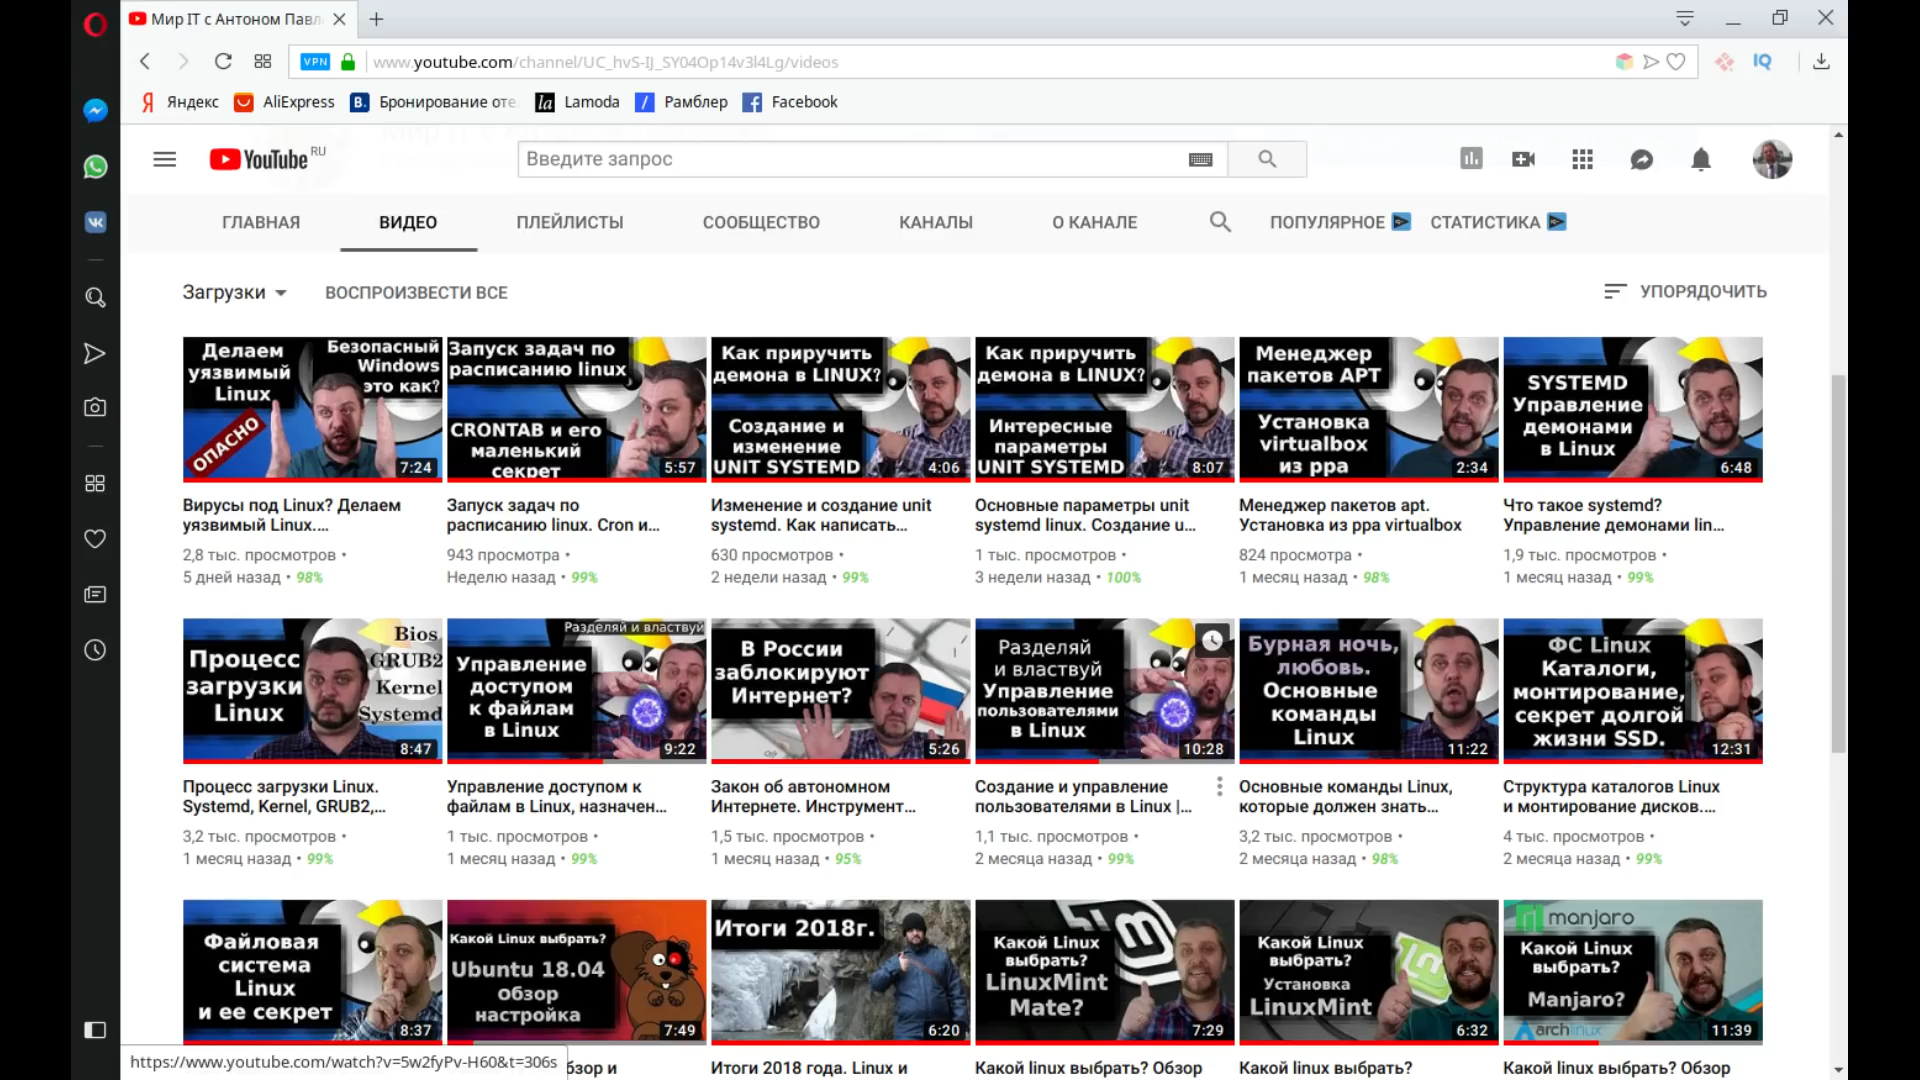 Мир IT с Антоном Павл
VPN
www.youtube.com/channel/UC_hvS-IJ_SY04Op14v3l4Lg/videos
IQ
Яндекс
AliExpress
B.
Бронирование оте
la
Lamoda
Рамблер
Facebook
YouTube RU
Введите запрос
ГЛАВНАЯ
ВИДЕО
ПЛЕЙЛИСТЫ
СООБЩЕСТВО
КАНАЛЫ
О КАНАЛЕ
ПОПУЛЯРНОЕ
СТАТИСТИКА
Загрузки
ВОСПРОИЗВЕСТИ ВСЕ
УПОРЯДОЧИТЬ
Делаем
уязвимый
Linux
Безопасный
Windows
это как?
ОПАСНО
7:24
Вирусы под Linux? Делаем
уязвимый Linux....
2,8 тыс. просмотров •
5 дней назад • 98%
Запуск задач по
расписанию linux
CRONTAB и его
маленький
секрет
5:57
Запуск задач по
расписанию linux. Cron и...
943 просмотра •
Неделю назад • 99%
Как приручить
демона в LINUX?
Создание и
изменение
UNIT SYSTEMD
4:06
Изменение и создание unit
systemd. Как написать...
630 просмотров •
2 недели назад • 99%
Как приручить
демона в LINUX?
Интересные
параметры
UNIT SYSTEMD
8:07
Основные параметры unit
systemd linux. Создание u...
1 тыс. просмотров •
3 недели назад • 100%
Менеджер
пакетов APT
Установка
virtualbox
из ppa
2:34
Менеджер пакетов apt.
Установка из ppa virtualbox
824 просмотра •
1 месяц назад • 98%
SYSTEMD
Управление
демонами
в Linux
6:48
Что такое systemd?
Управление демонами lin...
1,9 тыс. просмотров •
1 месяц назад • 99%
Процесс
загрузки
Linux
Bios
GRUB2
Kernel
Systemd
8:47
Процесс загрузки Linux.
Systemd, Kernel, GRUB2,...
3,2 тыс. просмотров •
1 месяц назад • 99%
Разделяй и властвуй
Управление
доступом
к файлам
в Linux
9:22
Управление доступом к
файлам в Linux, назначен...
1 тыс. просмотров •
1 месяц назад • 99%
В России
заблокируют
Интернет?
5:26
Закон об автономном
Интернете. Инструмент...
1,5 тыс. просмотров •
1 месяц назад • 95%
Разделяй
и властвуй
Управление
пользователями
в Linux
10:28
Создание и управление
пользователями в Linux |...
1,1 тыс. просмотров •
2 месяца назад • 99%
Бурная ночь,
любовь.
Основные
команды
Linux
11:22
Основные команды Linux,
которые должен знать...
3,2 тыс. просмотров •
2 месяца назад • 98%
ФС Linux
Каталоги,
монтирование,
секрет долгой
жизни SSD.
12:31
Структура каталогов Linux
и монтирование дисков....
4 тыс. просмотров •
2 месяца назад • 99%
Файловая
система
Linux
и ее секрет
8:37
Какой Linux выбрать?
Ubuntu 18.04
Обзор
настройка
7:49
бзор и
Итоги 2018г.
6:20
Итоги 2018 года. Linux и
Какой Linux
выбрать?
LinuxMint
Mate?
7:29
Какой linux выбрать? Обзор
Какой Linux
выбрать?
Установка
LinuxMint
6:32
Какой linux выбрать?
manjaro
Какой Linux
выбрать?
Manjaro?
archlinux
11:39
Какой linux выбрать? Обзор
https://www.youtube.com/watch?v=5w2fyPv-H60&t=306s